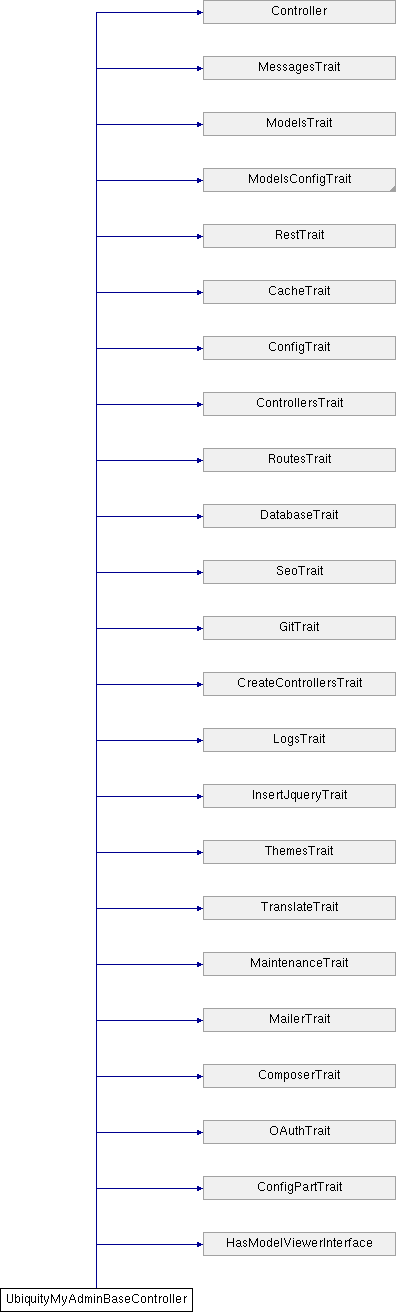 Controller
MessagesTrait
ModelsTrait
ModelsConfigTrait
RestTrait
CacheTrait
ConfigTrait
ControllersTrait
RoutesTrait
DatabaseTrait
SeoTrait
GitTrait
CreateControllersTrait
LogsTrait
InsertJqueryTrait
ThemesTrait
TranslateTrait
MaintenanceTrait
MailerTrait
ComposerTrait
OAuthTrait
ConfigPartTrait
HasModelViewerInterface
UbiquityMyAdminBaseController